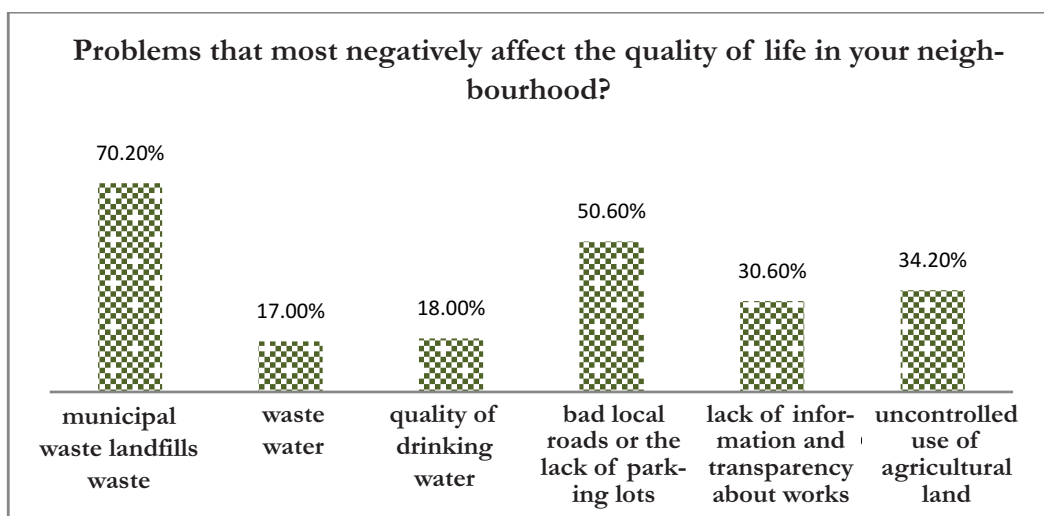 Problems that most negatively affect the quality of life in your neigh-
bourhood?
70.20%
17.00%
18.00%
50.60%
30.60%
34.20%
municipal
waste landfills
waste
waste
water
quality of
drinking
water
bad local
roads or the
lack of park-
ing lots
lack of infor-
mation and
transparency
about works
uncontrolled
use of
agricultural
land